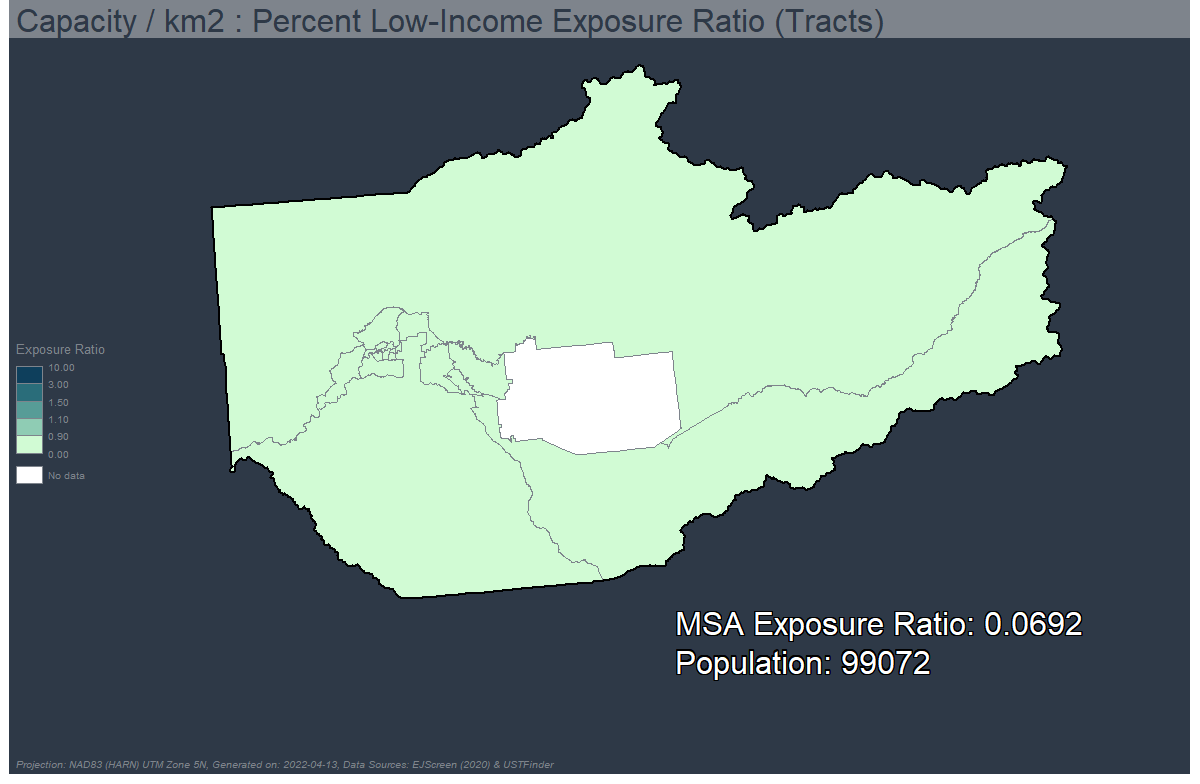 Capacity / km2 : Percent Low-Income Exposure Ratio (Tracts)
Exposure Ratio
10.00
3.00
1.50
1.10
0.90
0.00
No data
MSA Exposure Ratio: 0.0692
Population: 99072
Projection: NAD83 (HARN) UTM Zone 5N, Generated on: 2022-04-13, Data Sources: EJScreen (2020) & USTFinder